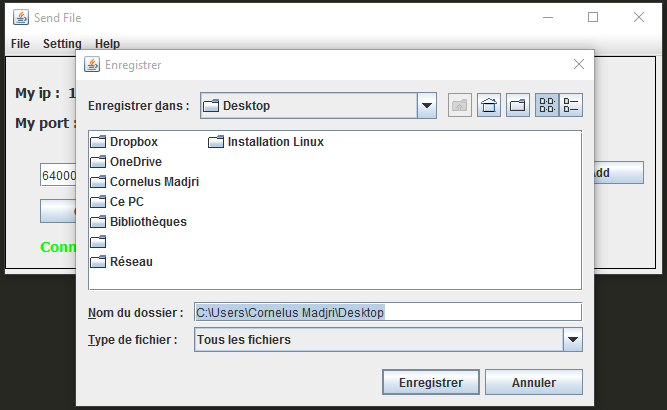 Send File
File Setting Help
Enregistrer
My ip : 1
My port :
Enregistrer dans : Desktop
Dropbox
Installation Linux
OneDrive
Cornelus Madjri
Ce PC
Bibliothèques
Réseau
64000
Add
Conn
Nom du dossier : C:\Users\Cornelus Madjri\Desktop
Type de fichier : Tous les fichiers
Enregistrer Annuler